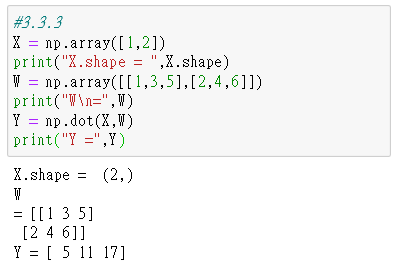 #3.3.3
X = np.array([1,2])
print("X.shape = ",X.shape)
W = np.array([[1,3,5],[2,4,6]])
print("W\n=",W)
Y = np.dot(X,W)
print("Y =",Y)
X.shape =  (2,)
W
= [[1 3 5]
 [2 4 6]]
Y = [ 5 11 17]